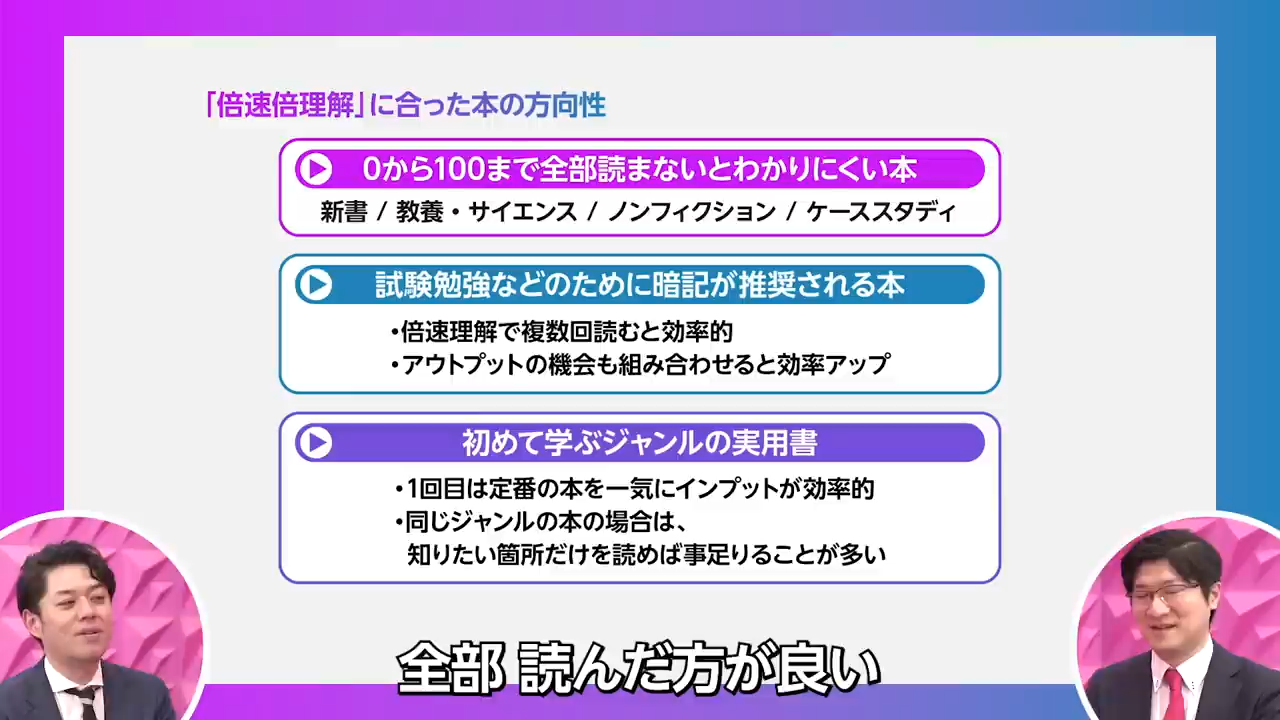 「倍速倍理解」に合った本の方向性
0から100まで全部読まないとわかりにくい本
新書 / 教養・サイエンス / ノンフィクション / ケーススタディ
試験勉強などのために暗記が推奨される本
・倍速理解で複数回読むと効率的
・アウトプットの機会も組み合わせると効率アップ
初めて学ぶジャンルの実用書
・1回目は定番の本を一気にインプットが効率的
・同じジャンルの本の場合は、
知りたい箇所だけを読めば事足りることが多い
全部 読んだ方が良い